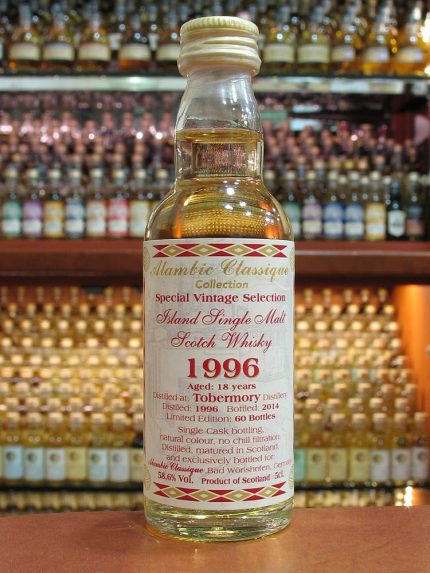 Alambic Classique
Collection
Special Vintage Selection
Island Single Malt
Scotch Whisky
1996
Aged: 18 years
Distilled at: Tobermory Distillery
Distilled: 1996 Bottled: 2014
Limited Edition: 60 Bottles
Single Cask bottling,
natural colour, no chill filtration.
Distilled, matured in Scotland
and exclusively bottled for:
Alambic Classique, Bad Wörishofen, Germany
58.6% Vol. Product of Scotland 5cl.